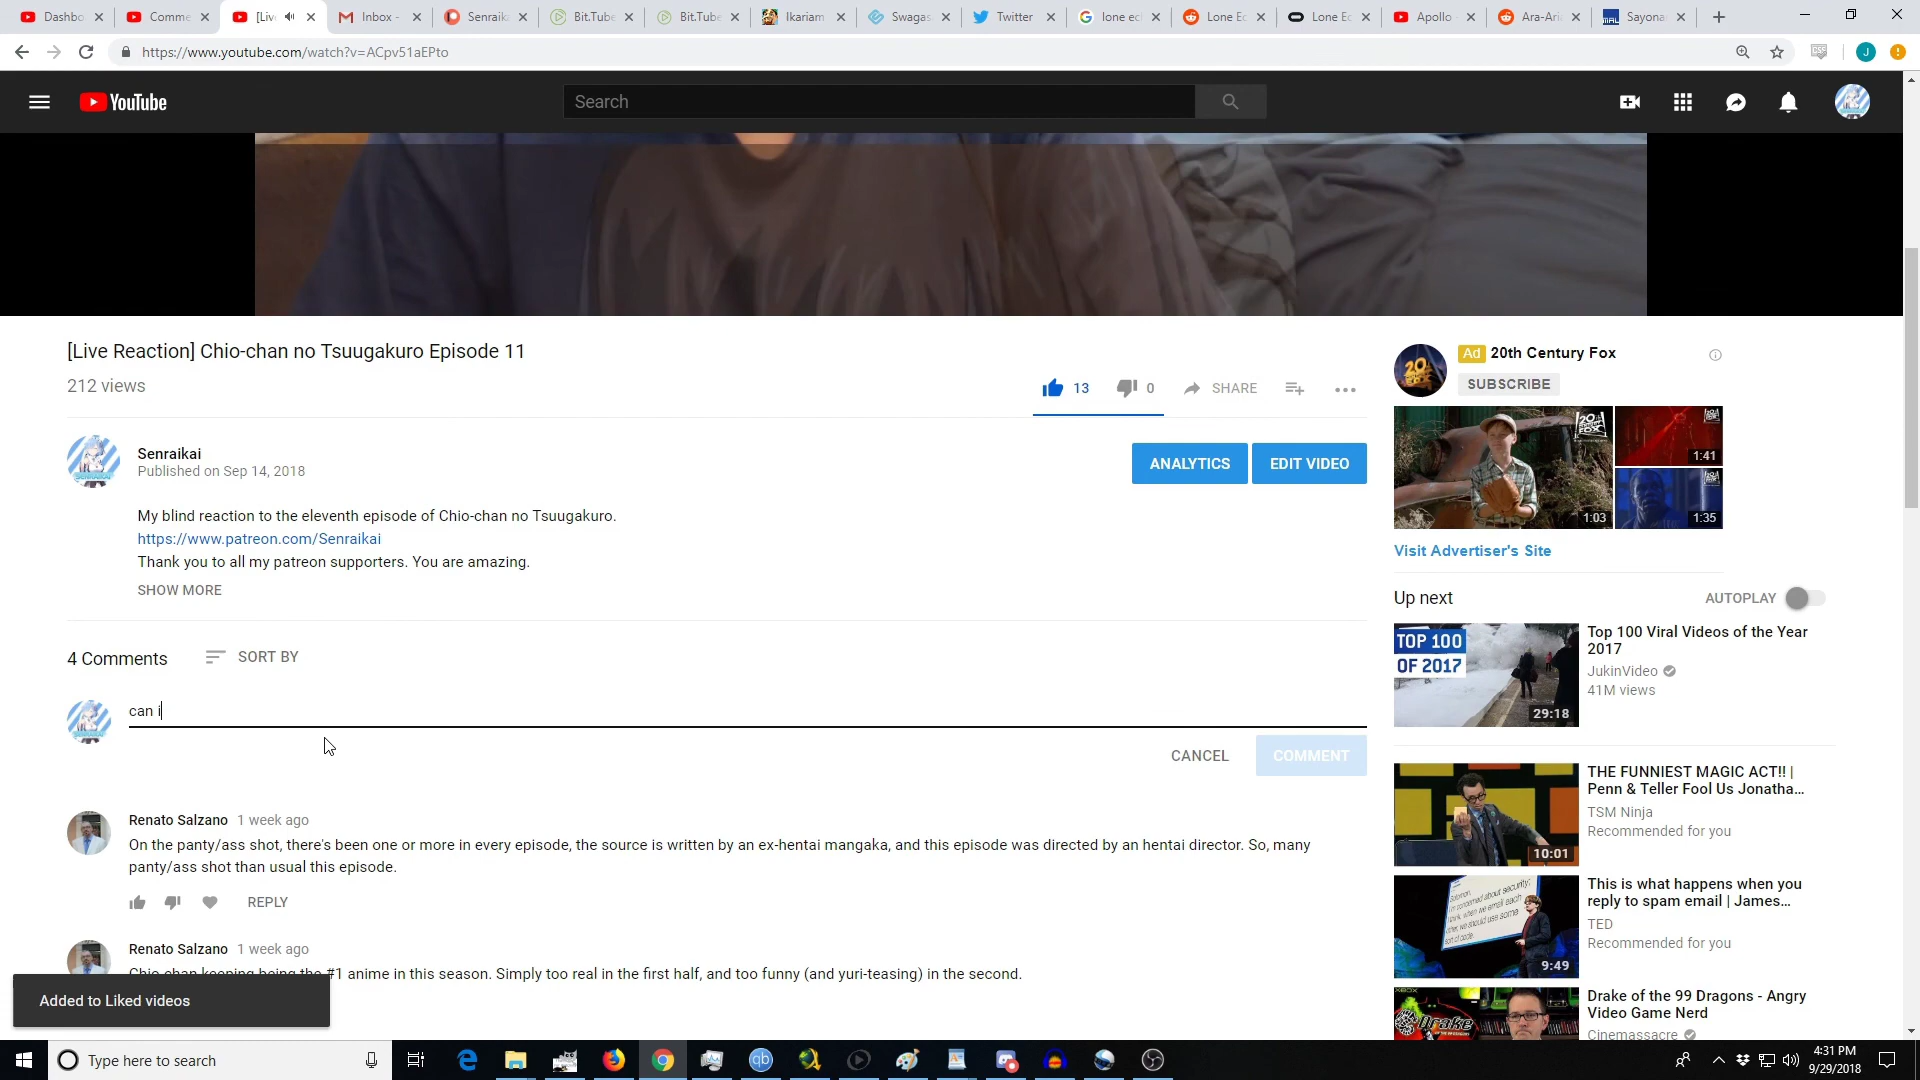 Dashbo
Comme
[Liv
Inbox -
Senraik
Bit.Tube
Bit.Tube
Ikariam
Swagas
Twitter
lone ec
Lone Ec
Lone Ec
Apollo
Ara-Ara
Sayona
https://www.youtube.com/watch?v=ACpv51aEPto
YouTube
Search
[Live Reaction] Chio-chan no Tsuugakuro Episode 11
212 views
13
0
SHARE
Senraikai
Published on Sep 14, 2018
ANALYTICS
EDIT VIDEO
My blind reaction to the eleventh episode of Chio-chan no Tsuugakuro.
https://www.patreon.com/Senraikai
Thank you to all my patreon supporters. You are amazing.
SHOW MORE
4 Comments
SORT BY
can i
CANCEL
COMMENT
Renato Salzano 1 week ago
On the panty/ass shot, there's been one or more in every episode, the source is written by an ex-hentai mangaka, and this episode was directed by an hentai director. So, many
panty/ass shot than usual this episode.
REPLY
Renato Salzano 1 week ago
Chio-chan keeping being the #1 anime in this season. Simply too real in the first half, and too funny (and yuri-teasing) in the second.
Added to Liked videos
Ad 20th Century Fox
SUBSCRIBE
1:03
1:41
1:35
Visit Advertiser's Site
Up next
AUTOPLAY
TOP 100
OF 2017
29:18
Top 100 Viral Videos of the Year
2017
JukinVideo
41M views
10:01
THE FUNNIEST MAGIC ACT!! |
Penn & Teller Fool Us Jonatha...
TSM Ninja
Recommended for you
9:49
This is what happens when you
reply to spam email | James...
TED
Recommended for you
Drake of the 99 Dragons - Angry
Video Game Nerd
Cinemassacre
Type here to search
4:31 PM
9/29/2018